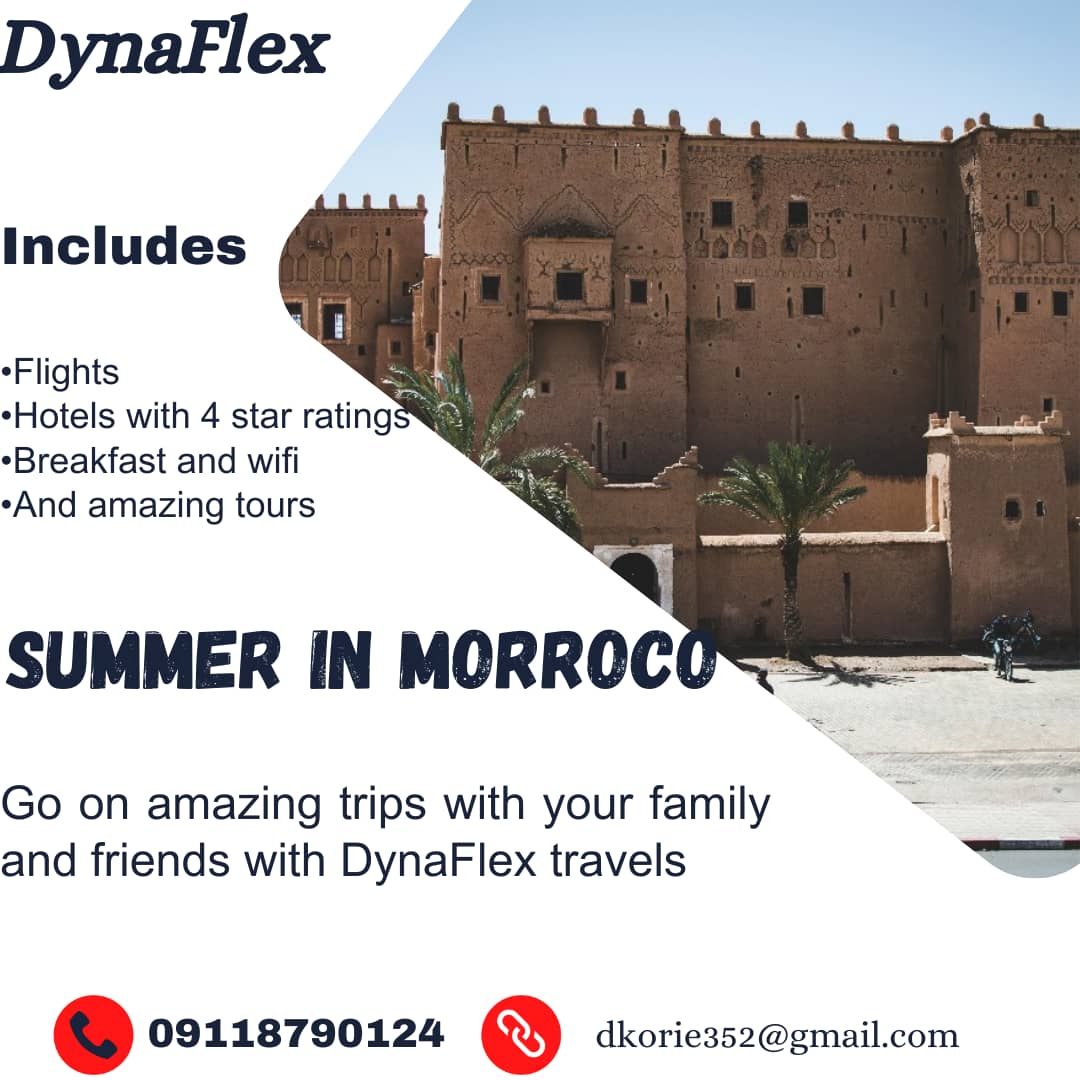 DynaFlex
Includes
•Flights
•Hotels with 4 star ratings
•Breakfast and wifi
•And amazing tours
SUMMER IN MORROCO
Go on amazing trips with your family
and friends with DynaFlex travels
09118790124
dkorie352@gmail.com